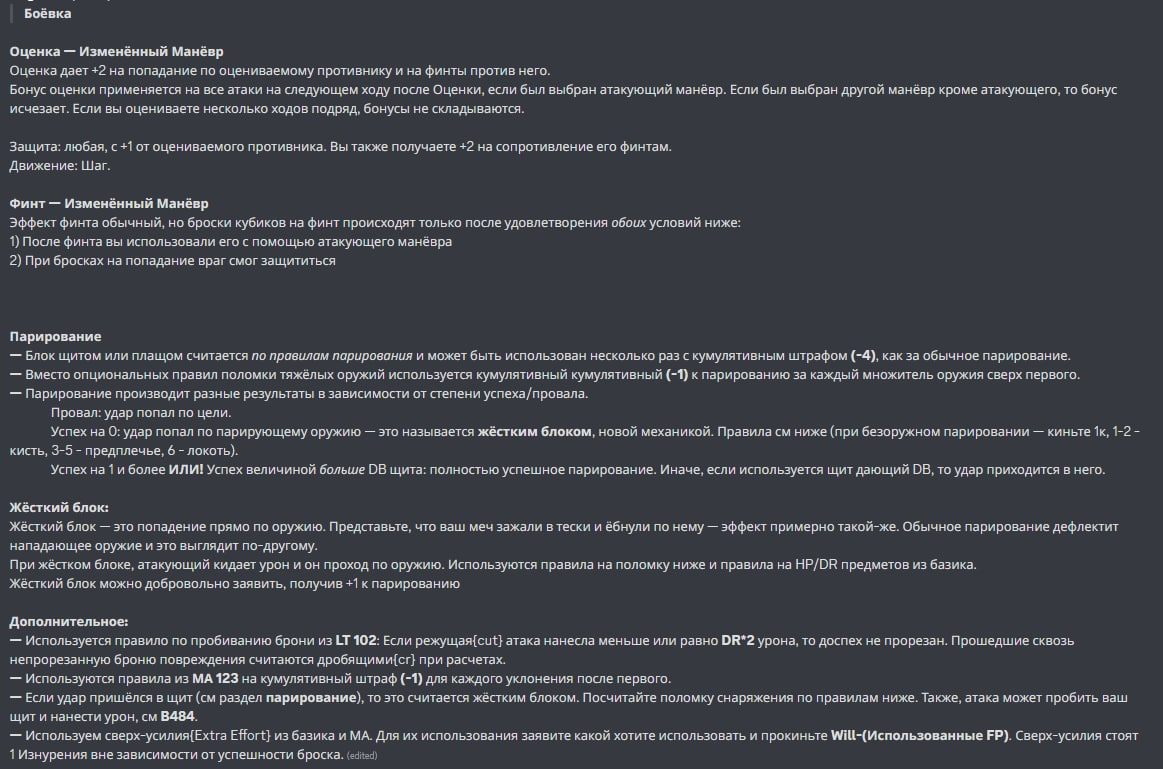 Боёвка
Оценка — Изменённый Манёвр
Оценка дает +2 на попадание по оцениваемому противнику и на финты против него.
Бонус оценки применяется на все атаки на следующем ходу после Оценки, если был выбран атакующий манёвр. Если был выбран другой манёвр кроме атакующего, то бонус
исчезает. Если вы оцениваете несколько ходов подряд, бонусы не складываются.
Защита: любая, с +1 от оцениваемого противника. Вы также получаете +2 на сопротивление его финтам.
Движение: Шаг.
Финт — Изменённый Манёвр
Эффект финта обычный, но броски кубиков на финт происходят только после удовлетворения обоих условий ниже:
1) После финта вы использовали его с помощью атакующего манёвра
2) При бросках на попадание враг смог защититься
Парирование
— Блок щитом или плащом считается по правилам парирования и может быть использован несколько раз с кумулятивным штрафом (-4), как за обычное парирование.
— Вместо опциональных правил поломки тяжёлых оружий используется кумулятивный кумулятивный (-1) к парированию за каждый множитель оружия сверх первого.
— Парирование производит разные результаты в зависимости от степени успеха/провала.
Провал: удар попал по цели.
Успех на 0: удар попал по парирующему оружию — это называется жёстким блоком, новой механикой. Правила см ниже (при безоружном парировании — киньте 1к, 1-2 -
кисть, 3-5 - предплечье, 6 - локоть).
Успех на 1 и более ИЛИ! Успех величиной больше DB щита: полностью успешное парирование. Иначе, если используется щит дающий DB, то удар приходится в него.
Жёсткий блок:
Жёсткий блок — это попадение прямо по оружию. Представьте, что ваш меч зажали в тески и ёбнули по нему — эффект примерно такой-же. Обычное парирование дефлектит
нападающее оружие и это выглядит по-другому.
При жёстком блоке, атакующий кидает урон и он проход по оружию. Используются правила на поломку ниже и правила на HP/DR предметов из базика.
Жёсткий блок можно добровольно заявить, получив +1 к парированию
Дополнительное:
— Используется правило по пробиванию брони из LT 102: Если режущая{cut} атака нанесла меньше или равно DR*2 урона, то доспех не прорезан. Прошедшие сквозь
непрорезанную броню повреждения считаются дробящими{cr} при расчетах.
— Используются правила из MA 123 на кумулятивный штраф (-1) для каждого уклонения после первого.
— Если удар пришёлся в щит (см раздел парирование), то это считается жёстким блоком. Посчитайте поломку снаряжения по правилам ниже. Также, атака может пробить ваш
щит и нанести урон, см B484.
— Используем сверх-усилия{Extra Effort} из базика и MA. Для их использования заявите какой хотите использовать и прокиньте Will-(Использованные FP). Сверх-усилия стоят
1 Изнурения вне зависимости от успешности броска. (edited)